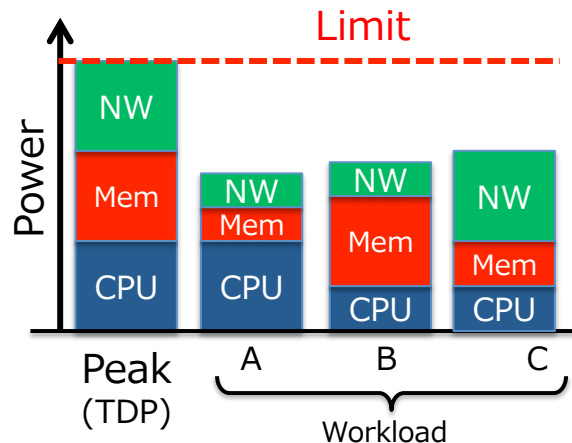 Limit
Power
NW
Mem
CPU
NW
Mem
CPU
NW
Mem
CPU
NW
Mem
CPU
Peak
(TDP)
A
B
C
Workload